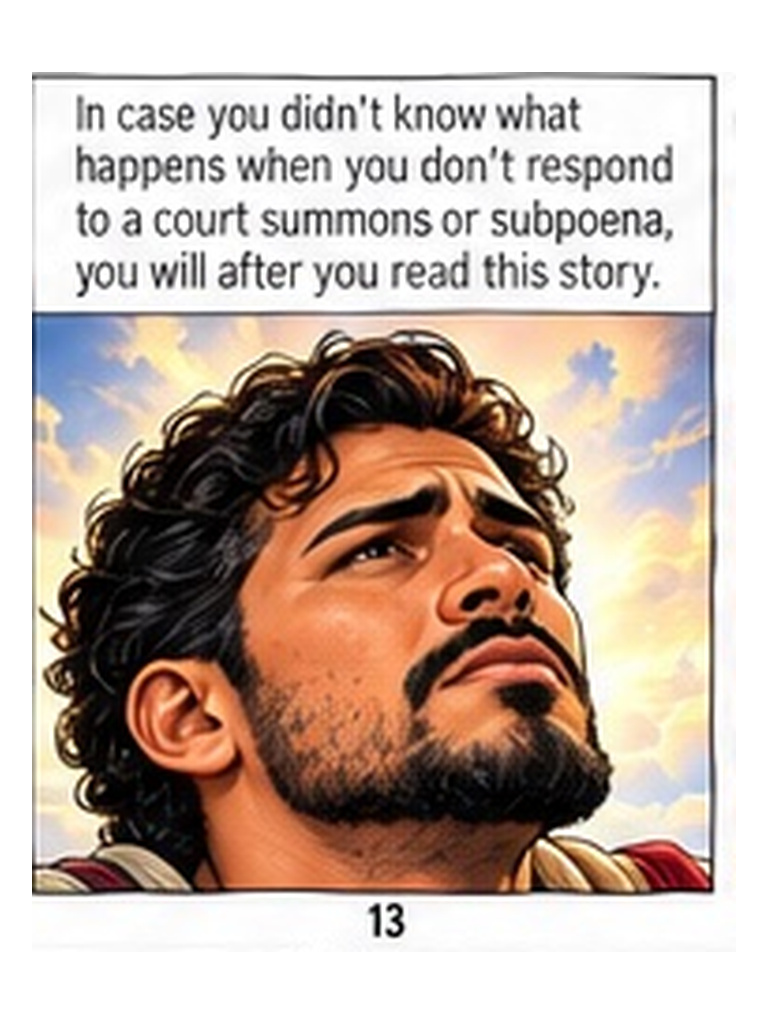 In case you didn't know what
happens when you don't respond
to a court summons or subpoena,
you will after you read this story.
13